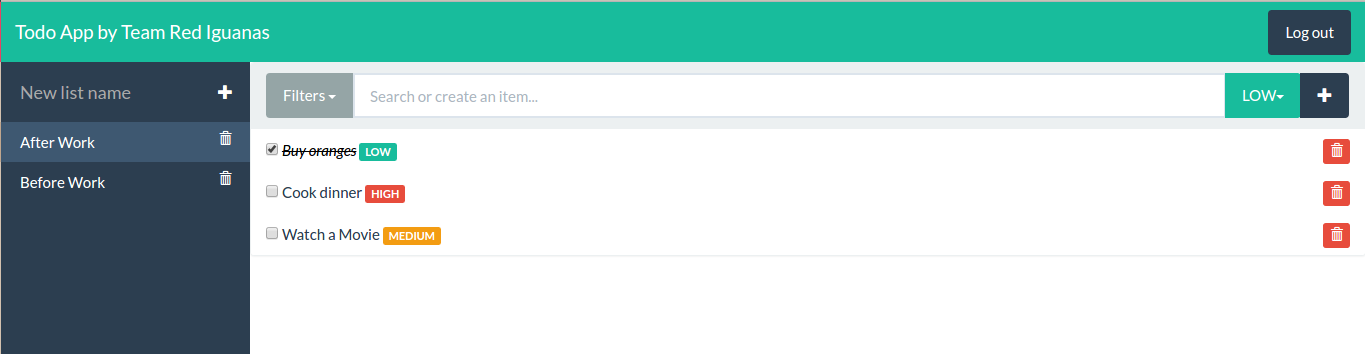 Todo App by Team Red Iguanas
Log out
New list name
After Work
Before Work
Filters
Search or create an item...
LOW
Buy oranges LOW
Cook dinner HIGH
Watch a Movie MEDIUM